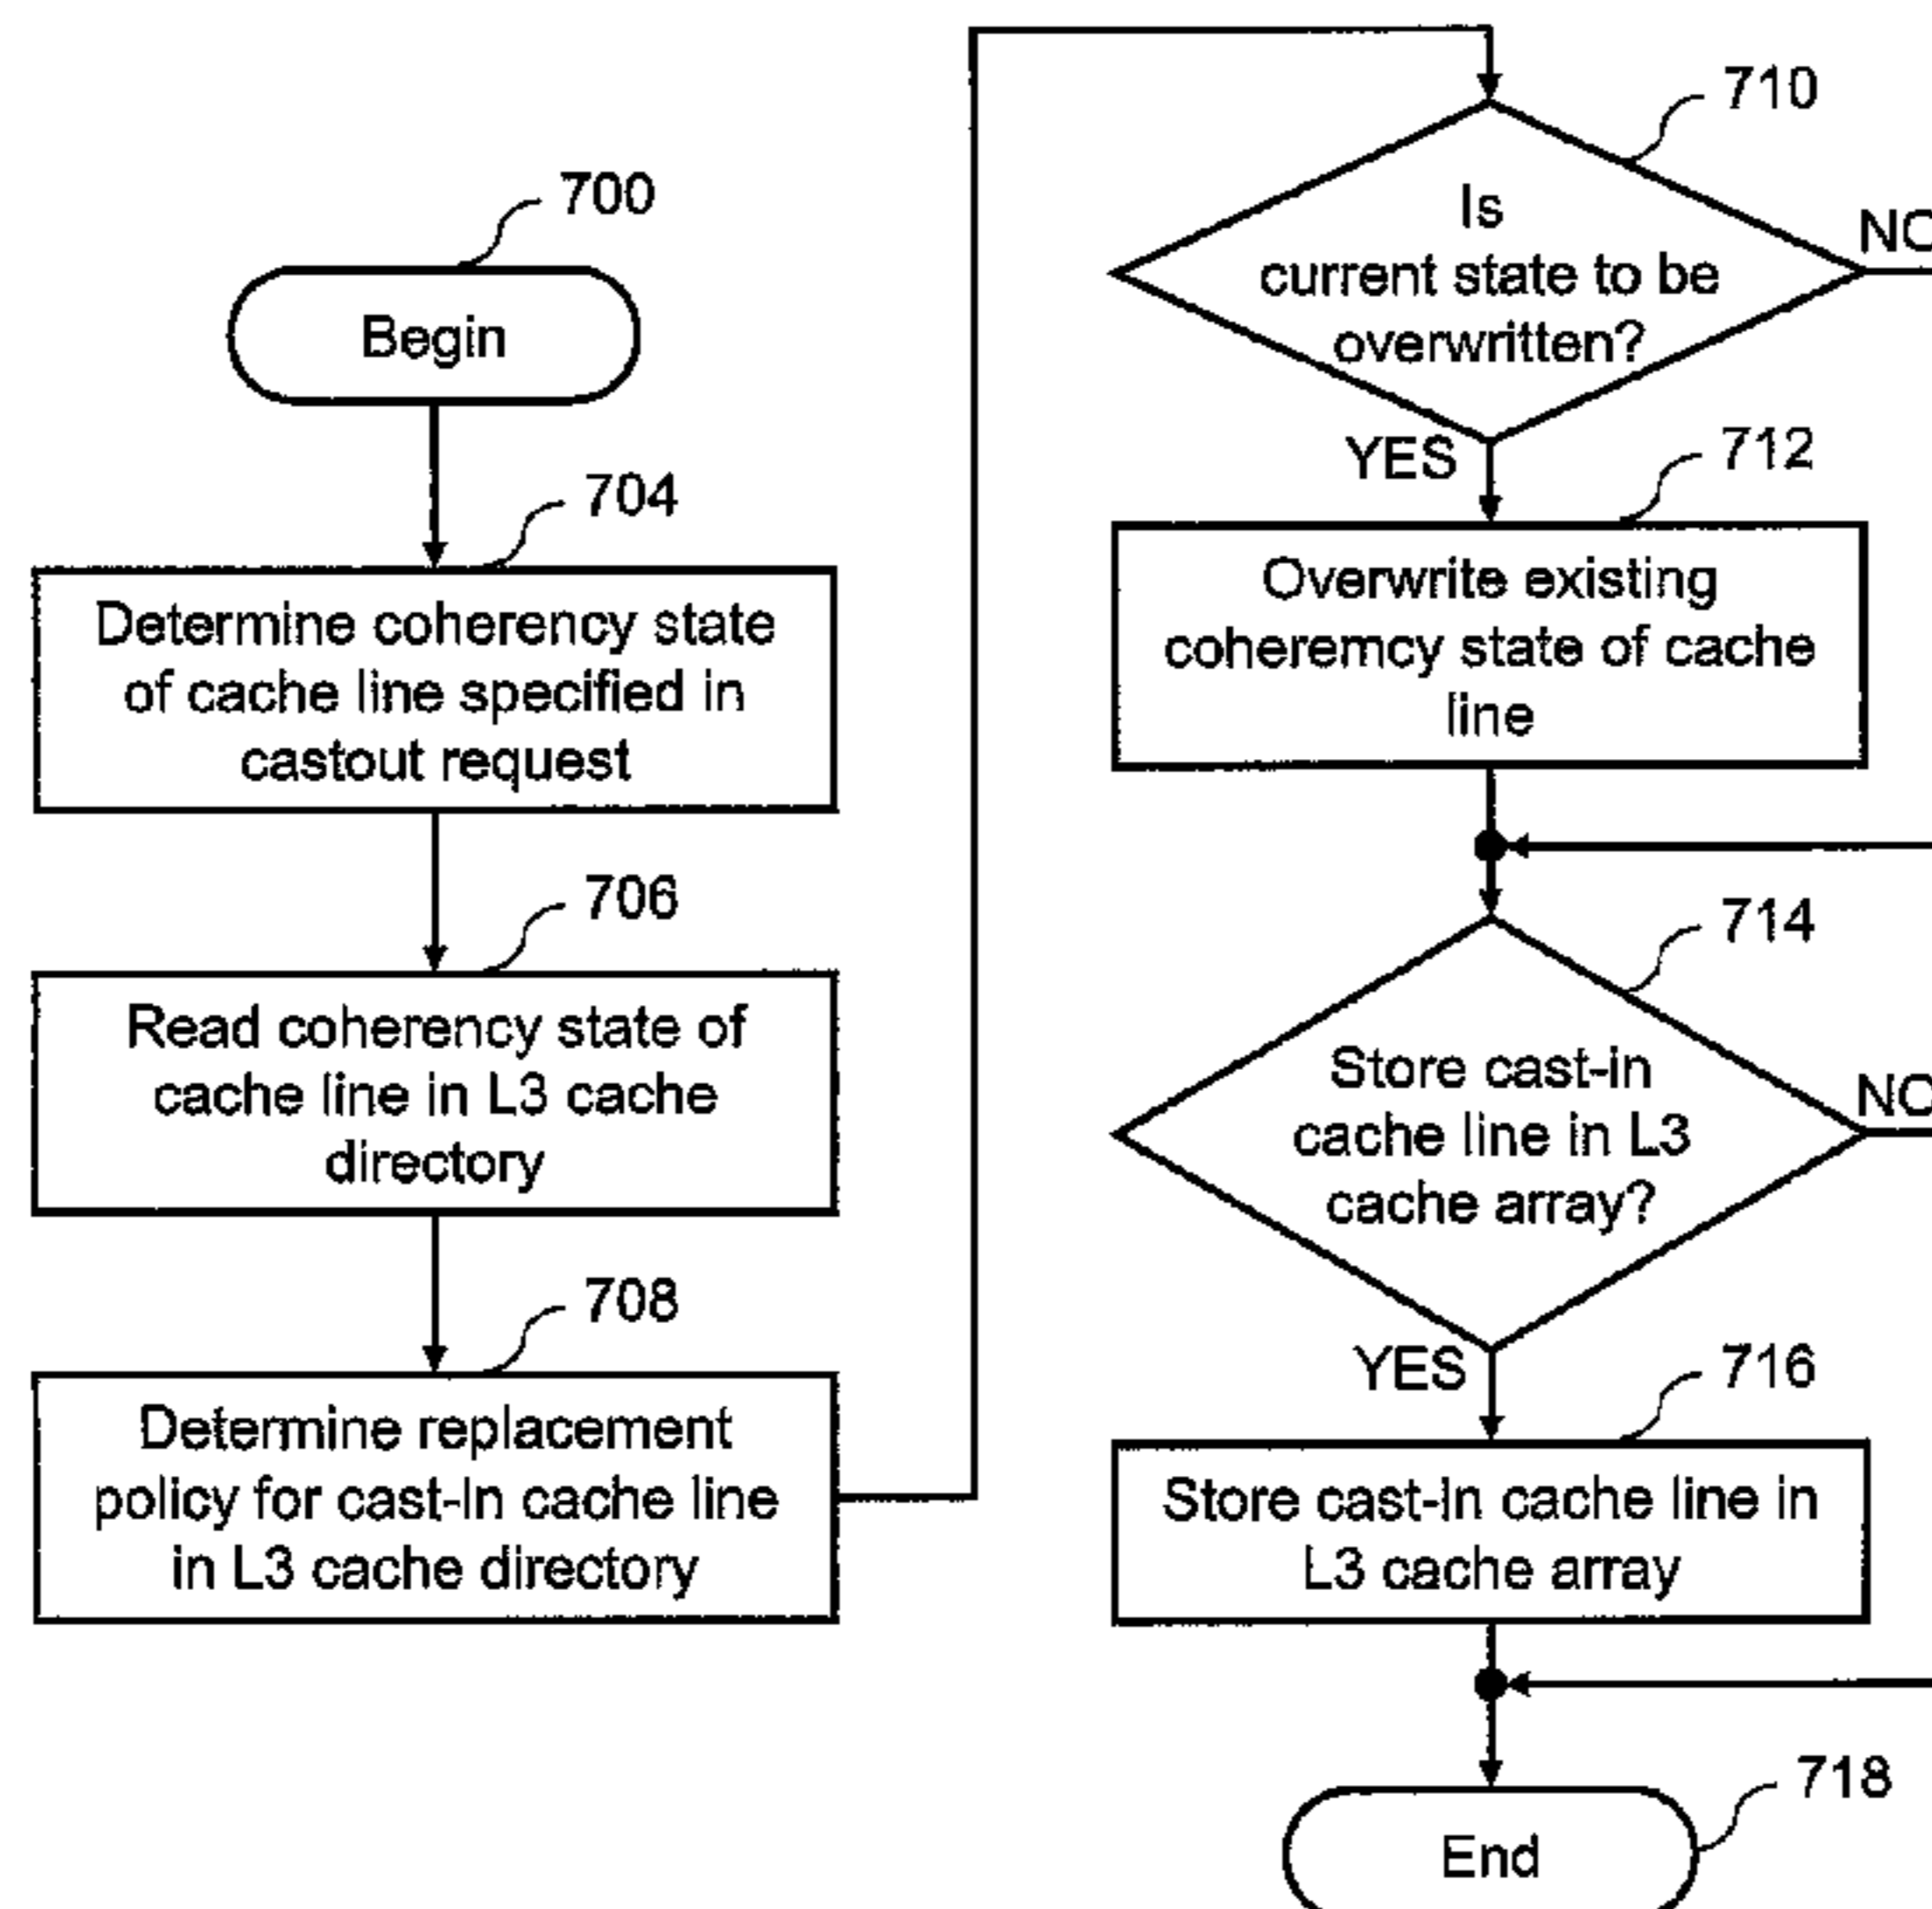 700
Begin
704
Determine coherency state
of cache line specified in
castout request
706
Read coherency state of
cache line in L3 cache
directory
708
Determine replacement
policy for cast-In cache line
in L3 cache directory
710
Is
current state to be
overwritten?
NO
YES
712
Overwrite existing
coheremcy state of cache
line
714
Store cast-in
cache line in L3
cache array?
NO
YES
716
Store cast-In cache line in
L3 cache array
718
End